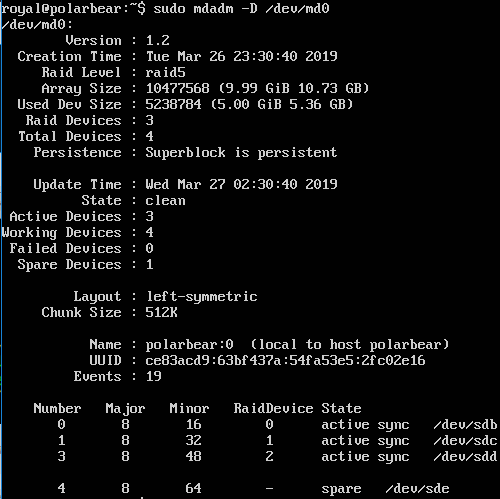 royal@polarbear:~$ sudo mdadm -D /dev/md0
/dev/md0:
Version : 1.2
Creation Time : Tue Mar 26 23:30:40 2019
Raid Level : raid5
Array Size : 10477568 (9.99 GiB 10.73 GB)
Used Dev Size : 5238784 (5.00 GiB 5.36 GB)
Raid Devices : 3
Total Devices : 4
Persistence : Superblock is persistent
Update Time : Wed Mar 27 02:30:40 2019
State : clean
Active Devices : 3
Working Devices : 4
Failed Devices : 0
Spare Devices : 1
Layout : left-symmetric
Chunk Size : 512K
Name : polarbear:0  (local to host polarbear)
UUID : ce83acd9:63bf437a:54fa53e5:2fc02e16
Events : 19
Number   Major   Minor   RaidDevice State
0       8       16        0      active sync   /dev/sdb
1       8       32        1      active sync   /dev/sdc
3       8       48        2      active sync   /dev/sdd
4       8       64        -      spare   /dev/sde